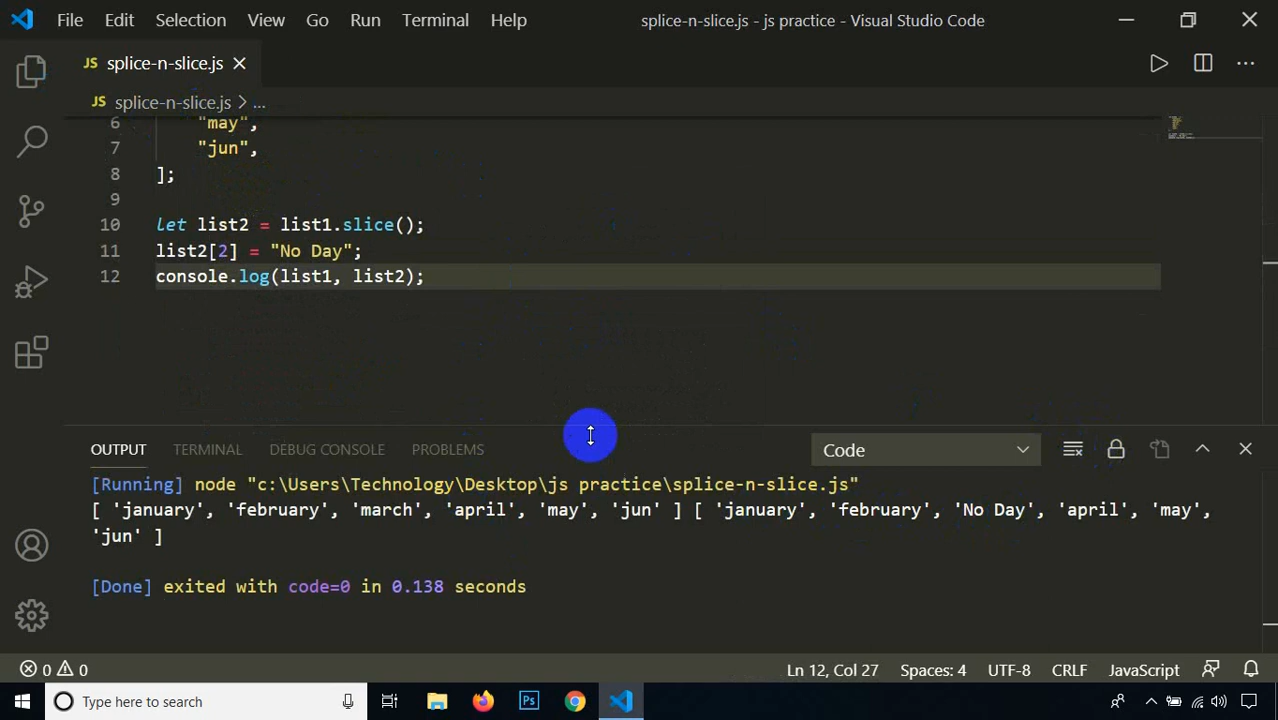 File Edit Selection View Go Run Terminal Help splice-n-slice.js - js practice - Visual Studio Code
JS splice-n-slice.js
JS splice-n-slice.js > ...
6 "may",
7 "jun",
8 ];
9
10 let list2 = list1.slice();
11 list2[2] = "No Day";
12 console.log(list1, list2);
OUTPUT TERMINAL DEBUG CONSOLE PROBLEMS Code
[Running] node "c:\Users\Technology\Desktop\js practice\splice-n-slice.js"
[ 'january', 'february', 'march', 'april', 'may', 'jun' ] [ 'january', 'february', 'No Day', 'april', 'may',
'jun' ]
[Done] exited with code=0 in 0.138 seconds
0 0 Ln 12, Col 27 Spaces: 4 UTF-8 CRLF JavaScript
Type here to search Ps